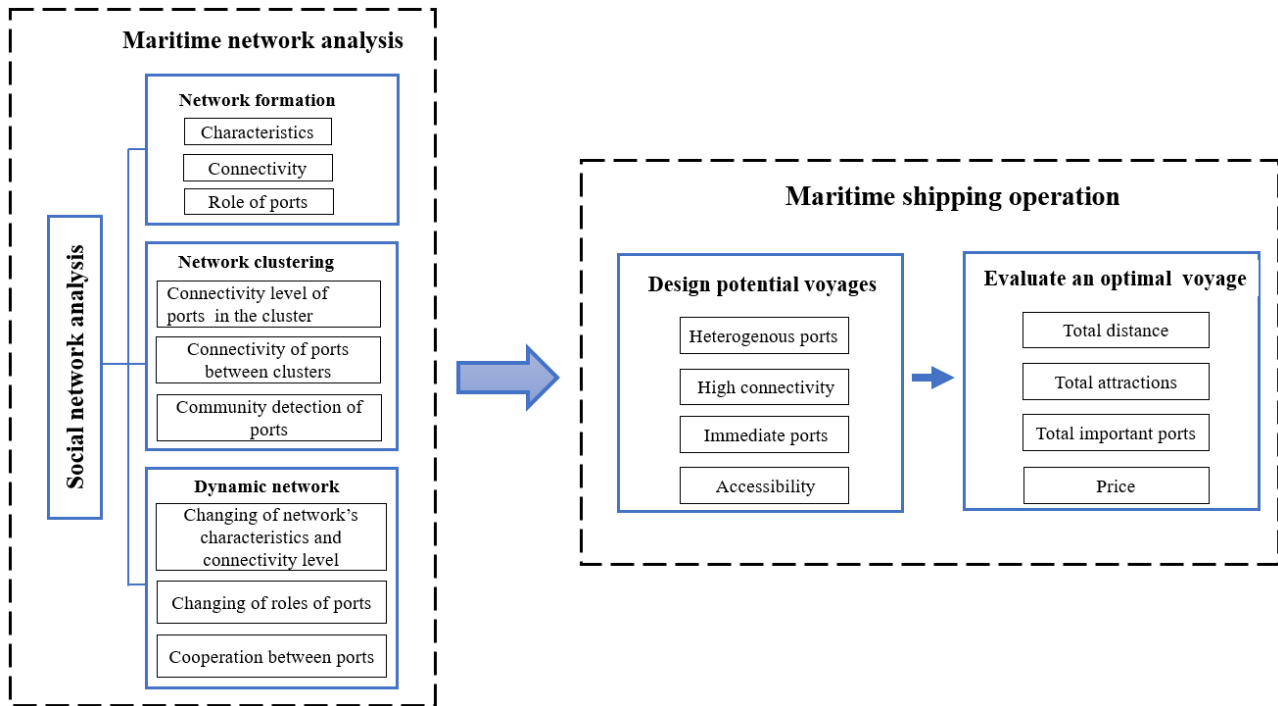 Maritime network analysis
Social network analysis
Network formation
Characteristics
Connectivity
Role of ports
Network clustering
Connectivity level of
ports in the cluster
Connectivity of ports
between clusters
Community detection of
ports
Dynamic network
Changing of network’s
characteristics and
connectivity level
Changing of roles of ports
Cooperation between ports
Maritime shipping operation
Design potential voyages
Heterogenous ports
High connectivity
Immediate ports
Accessibility
Evaluate an optimal voyage
Total distance
Total attractions
Total important ports
Price